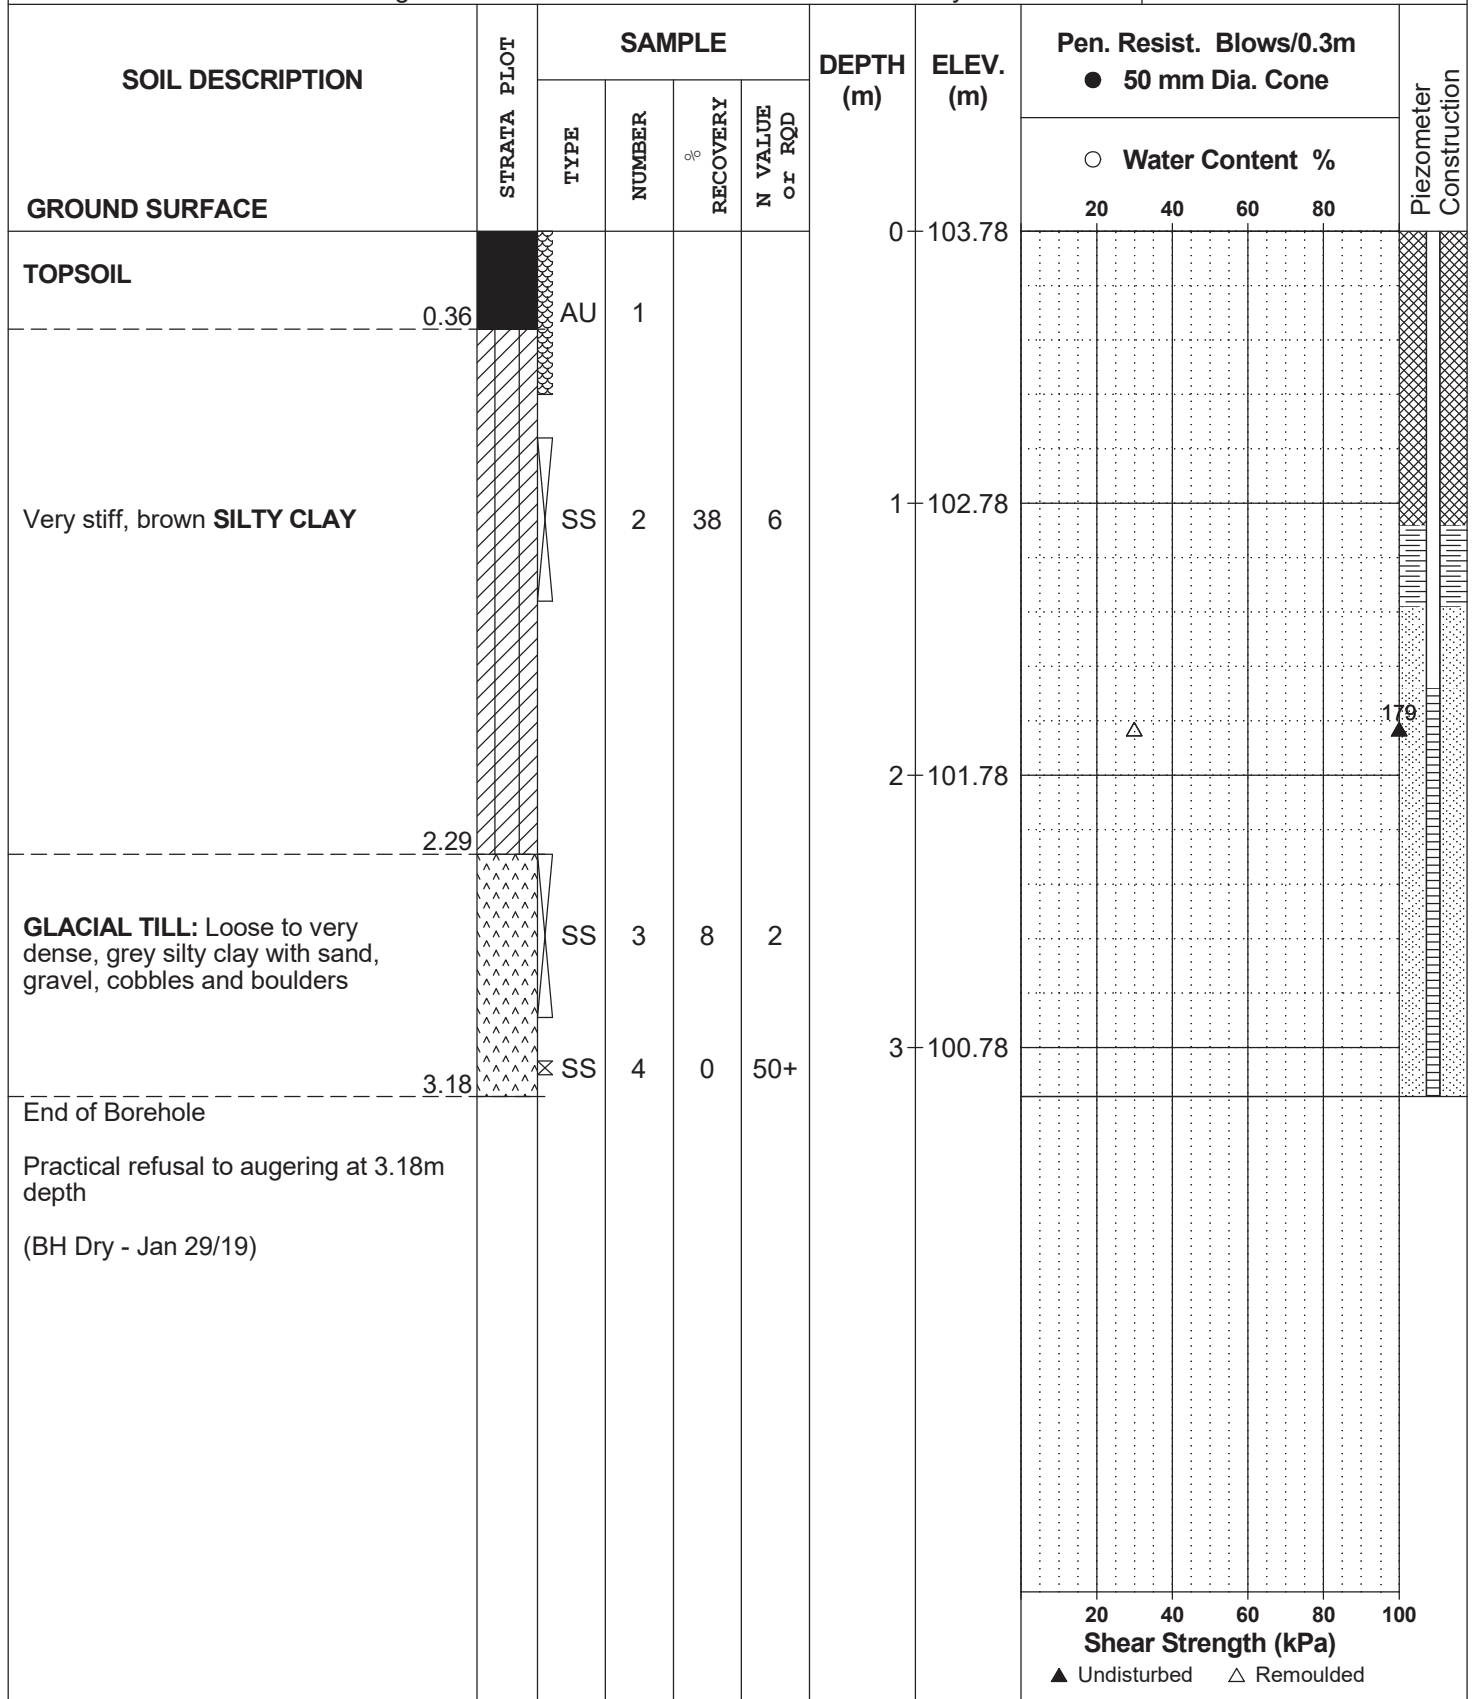 SOIL DESCRIPTION
GROUND SURFACE
STRATA PLOT
SAMPLE
TYPE
NUMBER
%
RECOVERY
N VALUE
or RQD
DEPTH
(m)
ELEV.
(m)
Pen. Resist. Blows/0.3m
● 50 mm Dia. Cone
○ Water Content %
20 40 60 80
Piezometer
Construction
0 103.78
TOPSOIL
0.36
AU 1
1 102.78
Very stiff, brown SILTY CLAY
SS 2 38 6
179
2 101.78
2.29
GLACIAL TILL: Loose to very
dense, grey silty clay with sand,
gravel, cobbles and boulders
SS 3 8 2
3 100.78
SS 4 0 50+
3.18
End of Borehole
Practical refusal to augering at 3.18m
depth
(BH Dry - Jan 29/19)
20 40 60 80 100
Shear Strength (kPa)
▲ Undisturbed △ Remoulded